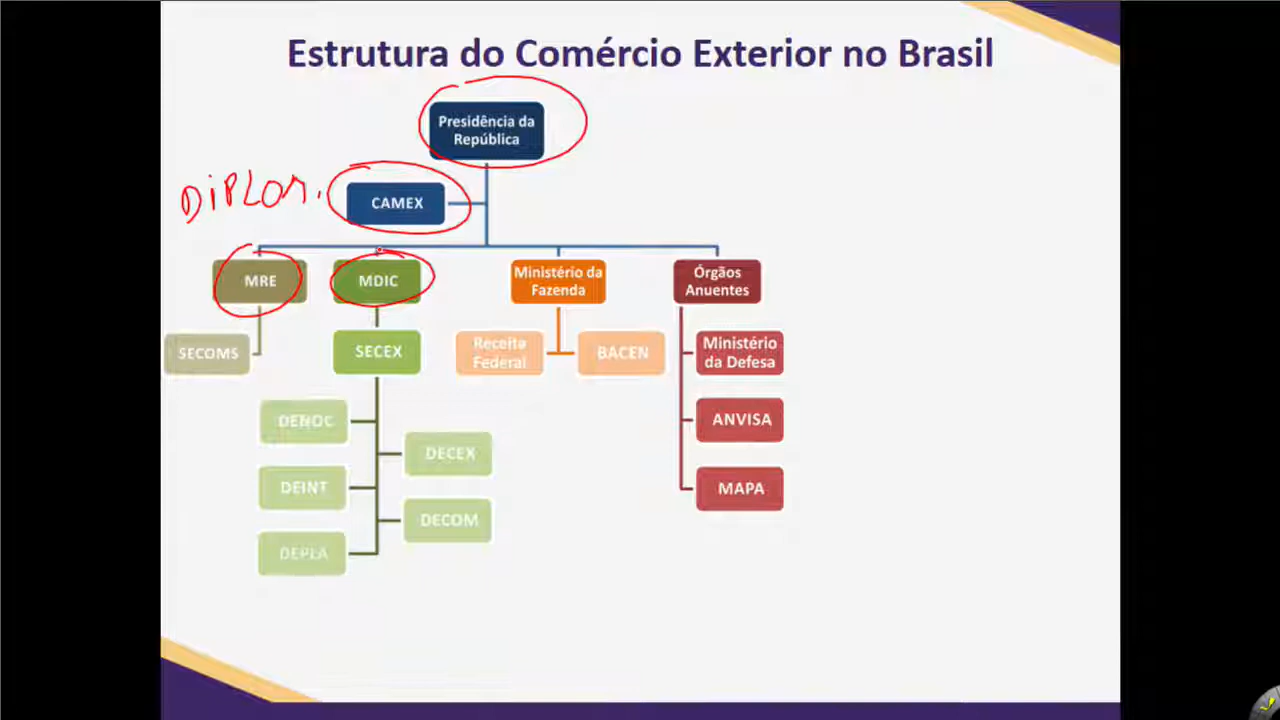 Estrutura do Comércio Exterior no Brasil
Presidência da
República
DiPLOM.
CAMEX
MRE
MDIC
Ministério da
Fazenda
Órgãos
Anuentes
SECOMS
SECEX
Receita
Federal
BACEN
Ministério
da Defesa
DENOC
ANVISA
DECEX
DEINT
MAPA
DECOM
DEPLA